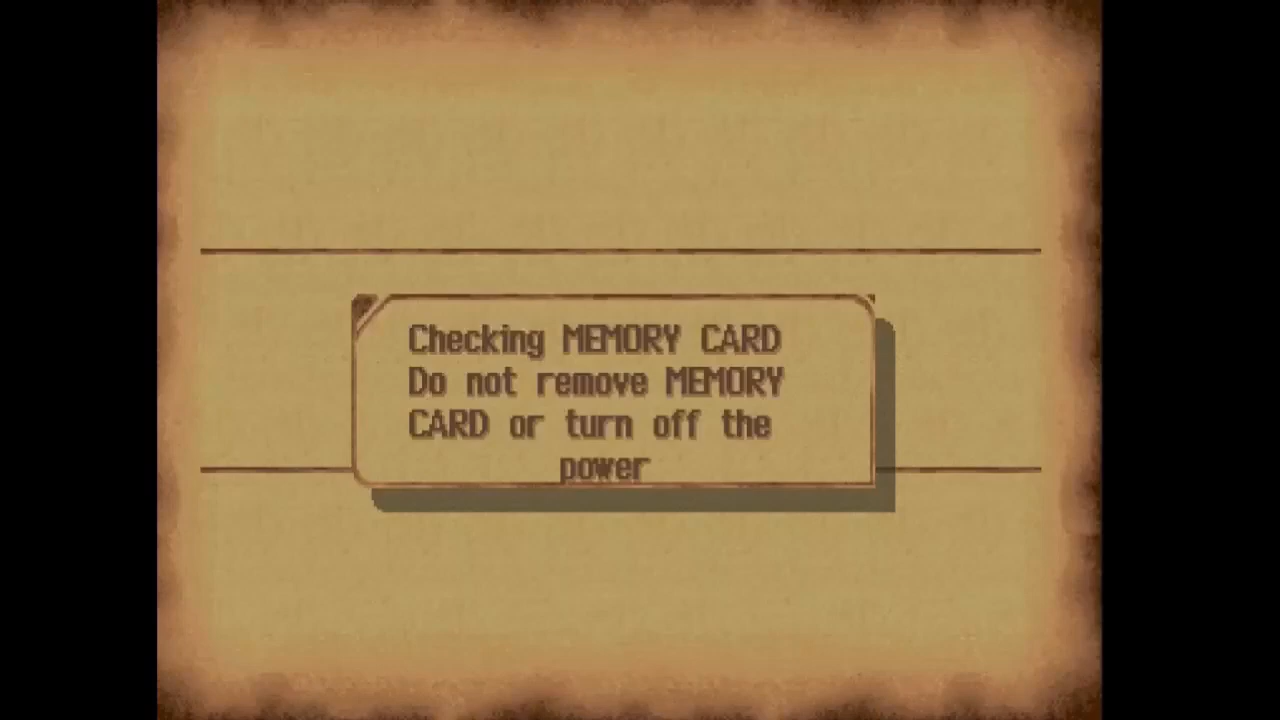 Checking MEMORY CARD
Do not remove MEMORY
CARD or turn off the
power